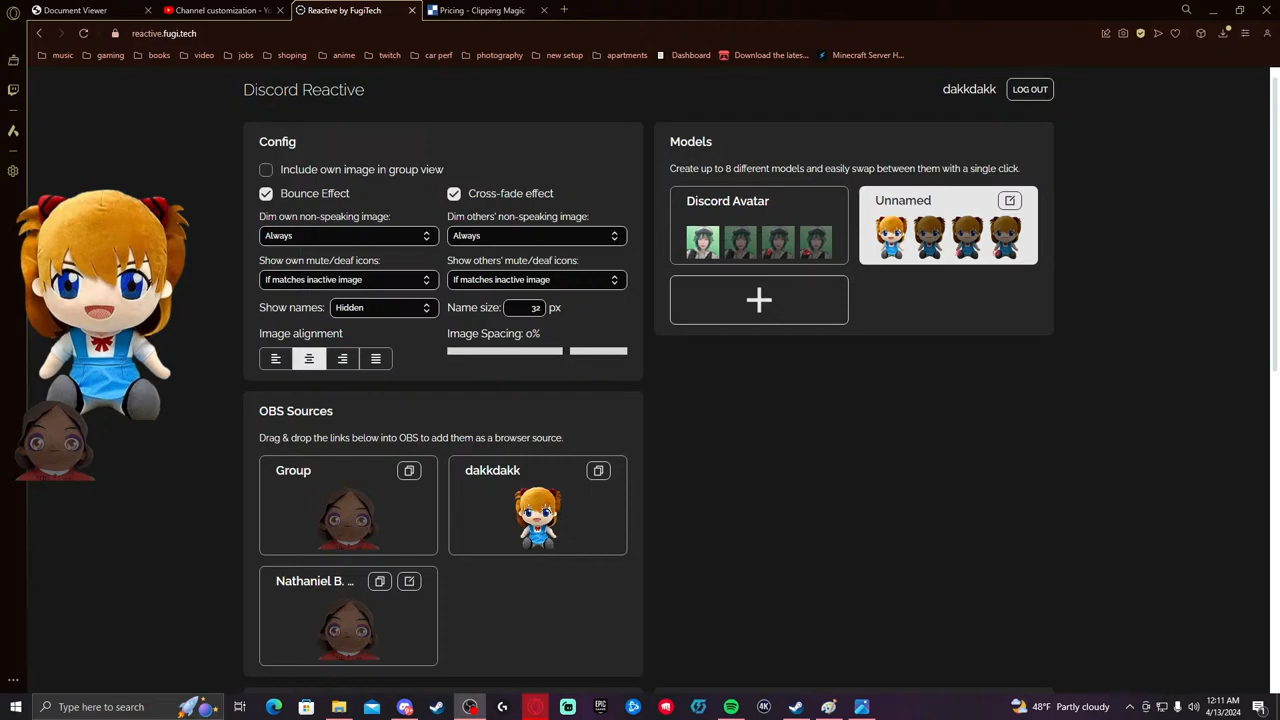 Document Viewer
Channel customization - Yo
Reactive by FugiTech
Pricing - Clipping Magic
reactive.fugi.tech
music
gaming
books
video
jobs
shoping
anime
twitch
car perf
photography
new setup
apartments
Dashboard
Download the lates...
Minecraft Server H...
Discord Reactive
dakkdakk
LOG OUT
Config
Include own image in group view
Bounce Effect
Cross-fade effect
Dim own non-speaking image:
Dim others' non-speaking image:
Always
Always
Show own mute/deaf icons:
Show others' mute/deaf icons:
If matches inactive image
If matches inactive image
Show names:
Hidden
Name size:
32
px
Image alignment
Image Spacing: 0%
Models
Create up to 8 different models and easily swap between them with a single click.
Discord Avatar
Unnamed
OBS Sources
Drag & drop the links below into OBS to add them as a browser source.
Group
dakkdakk
Nathaniel B. ...
Type here to search
48°F Partly cloudy
12:11 AM
4/13/2024